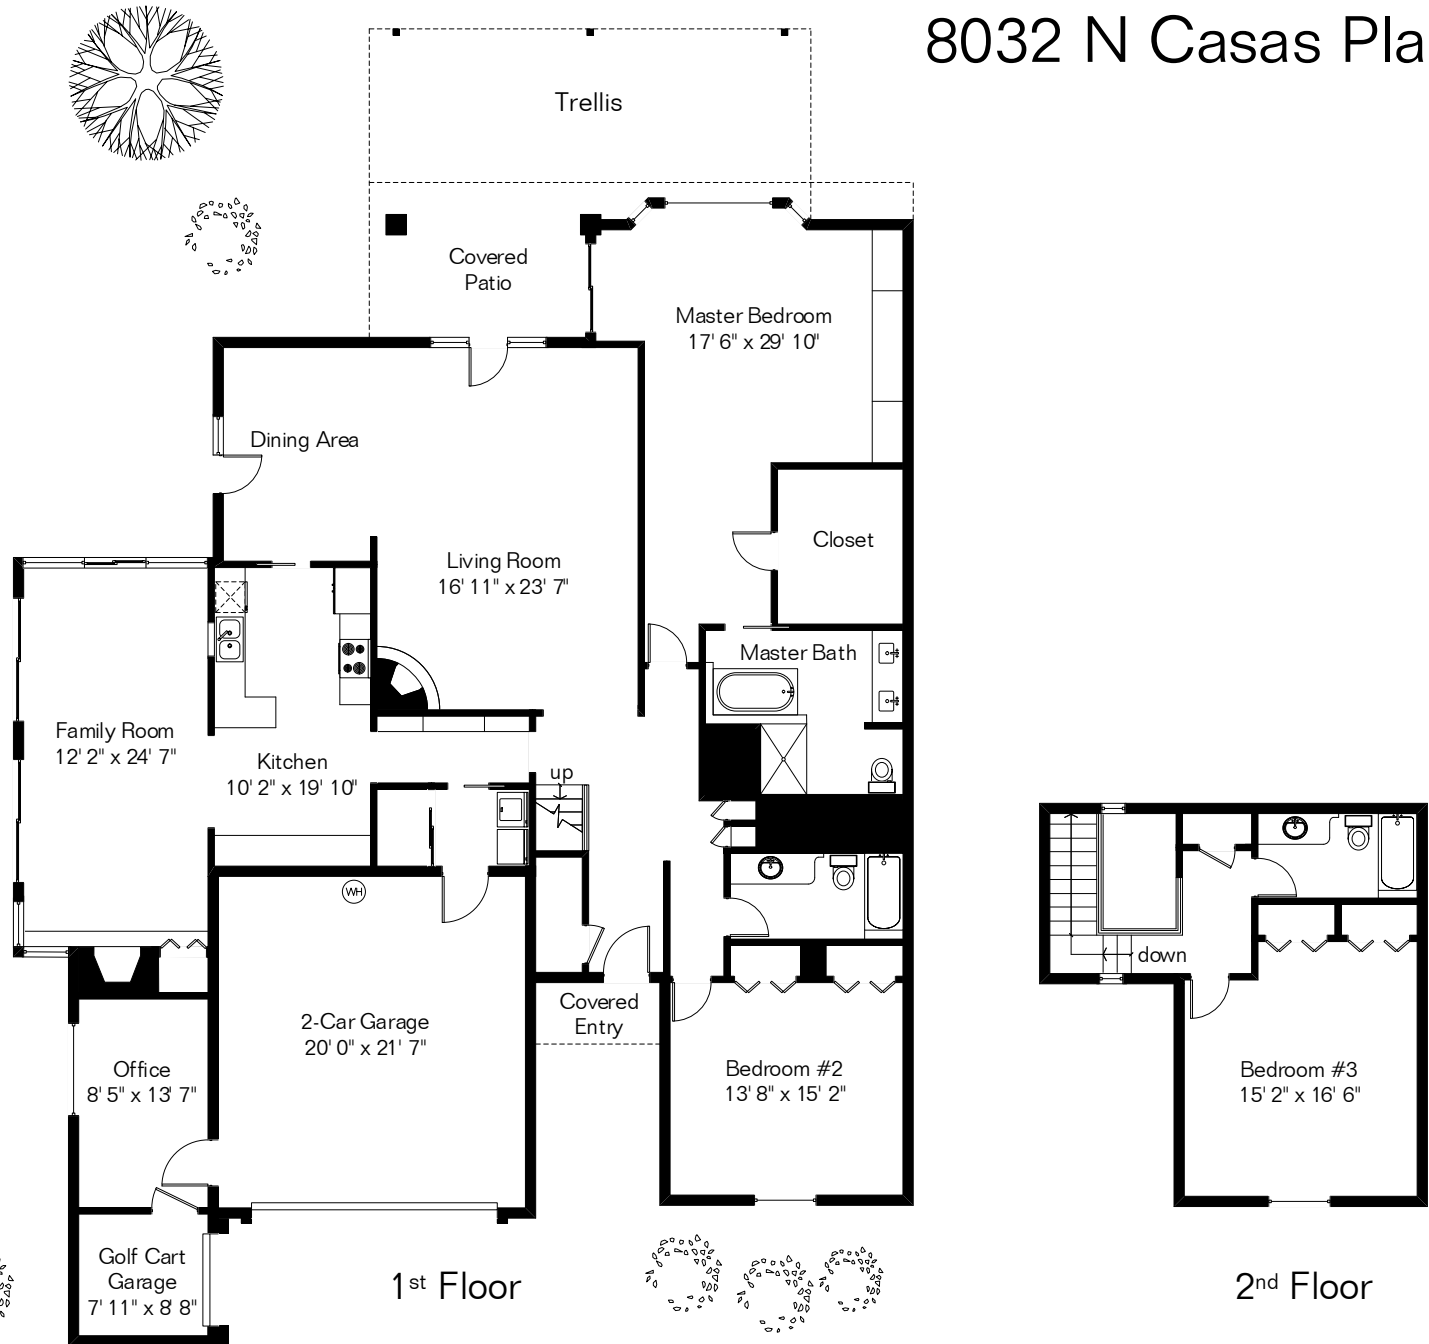 8032 N Casas Pla
Trellis
Covered
Patio
Master Bedroom
17' 6" x 29' 10"
Dining Area
Closet
Living Room
16' 11" x 23' 7"
Master Bath
Family Room
12' 2" x 24' 7"
Kitchen
10' 2" x 19' 10"
up
WH
down
Covered
Entry
2-Car Garage
20' 0" x 21' 7"
Office
8' 5" x 13' 7"
Bedroom #2
13' 8" x 15' 2"
Bedroom #3
15' 2" x 16' 6"
Golf Cart
Garage
7' 11" x 8' 8"
1st Floor
2nd Floor